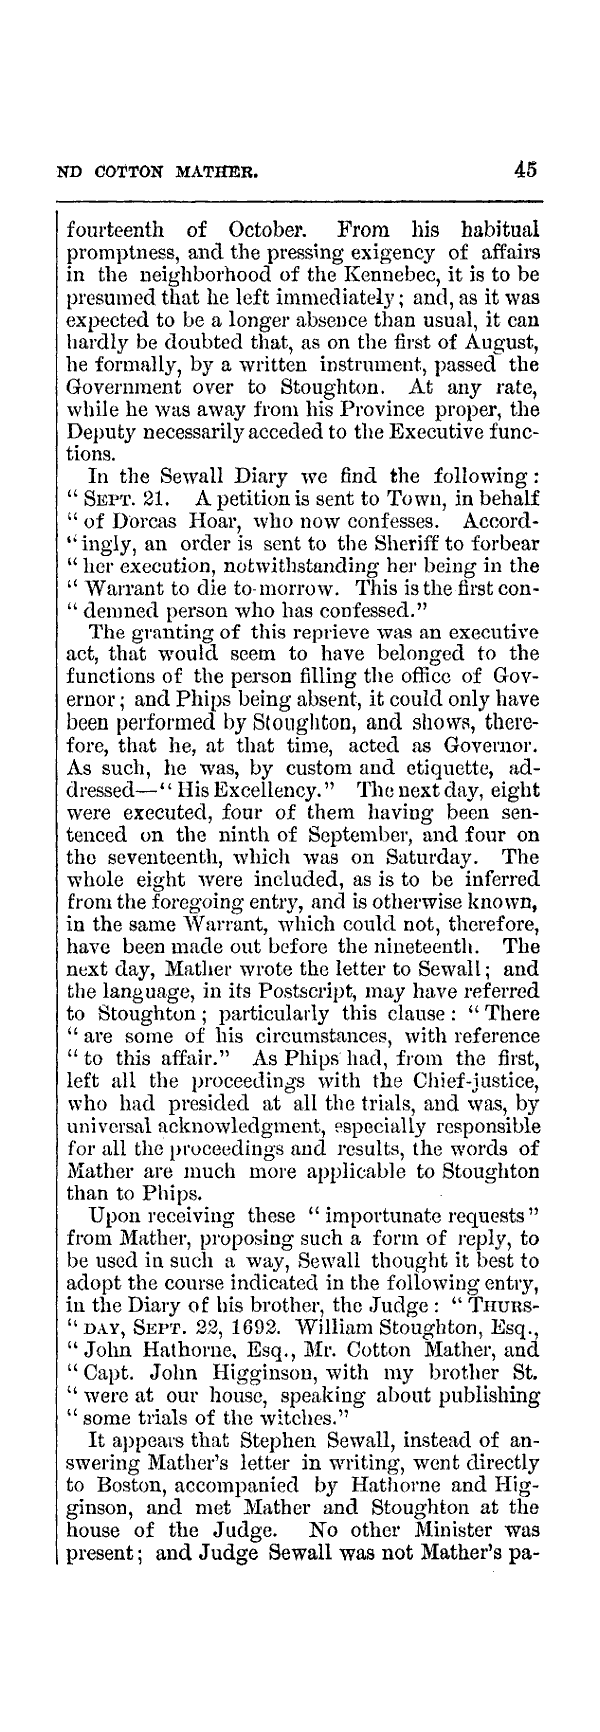 ND COTTON MATHER. 45
fourteenth of October. From his habitual
promptness, and the pressing exigency of affairs
in the neighborhood of the Kennebec, it is to be
presumed that he left immediately; and, as it was
expected to be a longer absence than usual, it can
hardly be doubted that, as on the first of August,
he formally, by a written instrument, passed the
Government over to Stoughton. At any rate,
while he was away from his Province proper, the
Deputy necessarily acceded to the Executive func-
tions.
In the Sewall Diary we find the following:
"SEPT. 21. A petition is sent to Town, in behalf
"of Dorcas Hoar, who now confesses. Accord-
"ingly, an order is sent to the Sheriff to forbear
"her execution, notwithstanding her being in the
"Warrant to die to-morrow. This is the first con-
"demned person who has confessed."
The granting of this reprieve was an executive
act, that would seem to have belonged to the
functions of the person filling the office of Gov-
ernor; and Phips being absent, it could only have
been performed by Stoughton, and shows, there-
fore, that he, at that time, acted as Governor.
As such, he was, by custom and etiquette, ad-
dressed—"His Excellency." The next day, eight
were executed, four of them having been sen-
tenced on the ninth of September, and four on
the seventeenth, which was on Saturday. The
whole eight were included, as is to be inferred
from the foregoing entry, and is otherwise known,
in the same Warrant, which could not, therefore,
have been made out before the nineteenth. The
next day, Mather wrote the letter to Sewall; and
the language, in its Postscript, may have referred
to Stoughton; particularly this clause: "There
"are some of his circumstances, with reference
"to this affair." As Phips had, from the first,
left all the proceedings with the Chief-justice,
who had presided at all the trials, and was, by
universal acknowledgment, especially responsible
for all the proceedings and results, the words of
Mather are much more applicable to Stoughton
than to Phips.
Upon receiving these "importunate requests"
from Mather, proposing such a form of reply, to
be used in such a way, Sewall thought it best to
adopt the course indicated in the following entry,
in the Diary of his brother, the Judge: "THURS-
"DAY, SEPT. 22, 1692. William Stoughton, Esq.,
"John Hathorne, Esq., Mr. Cotton Mather, and
"Capt. John Higginson, with my brother St.
"were at our house, speaking about publishing
"some trials of the witches."
It appears that Stephen Sewall, instead of an-
swering Mather's letter in writing, went directly
to Boston, accompanied by Hathorne and Hig-
ginson, and met Mather and Stoughton at the
house of the Judge. No other Minister was
present; and Judge Sewall was not Mather's pa-